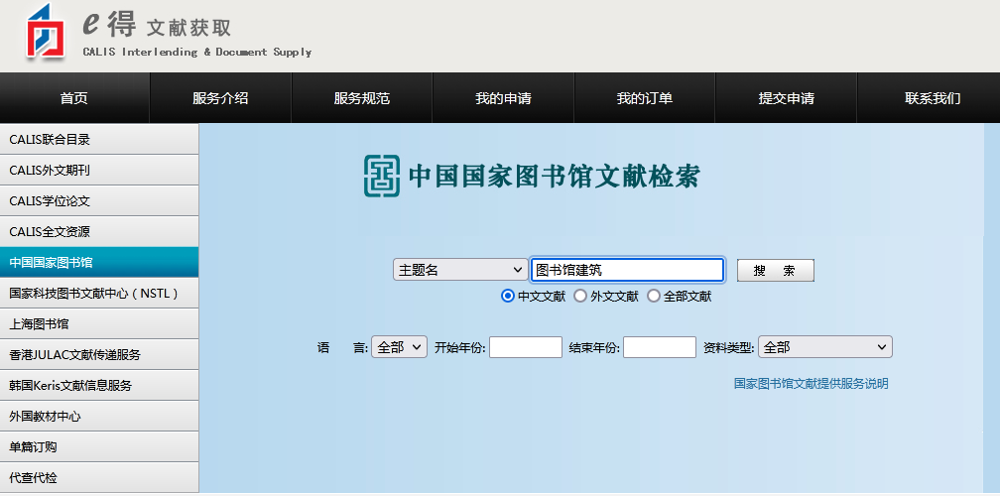 e得 文献获取
CALIS Interlending & Document Supply
首页 服务介绍 服务规范 我的申请 我的订单 提交申请 联系我们
CALIS联合目录
CALIS外文期刊
CALIS学位论文
CALIS全文资源
中国国家图书馆
国家科技图书文献中心（NSTL）
上海图书馆
香港JULAC文献传递服务
韩国Keris文献信息服务
外国教材中心
单篇订购
代查代检
中国国家图书馆文献检索
主题名 图书馆建筑 搜 索
中文文献 外文文献 全部文献
语 言: 全部 开始年份: 结束年份: 资料类型: 全部
国家图书馆文献提供服务说明